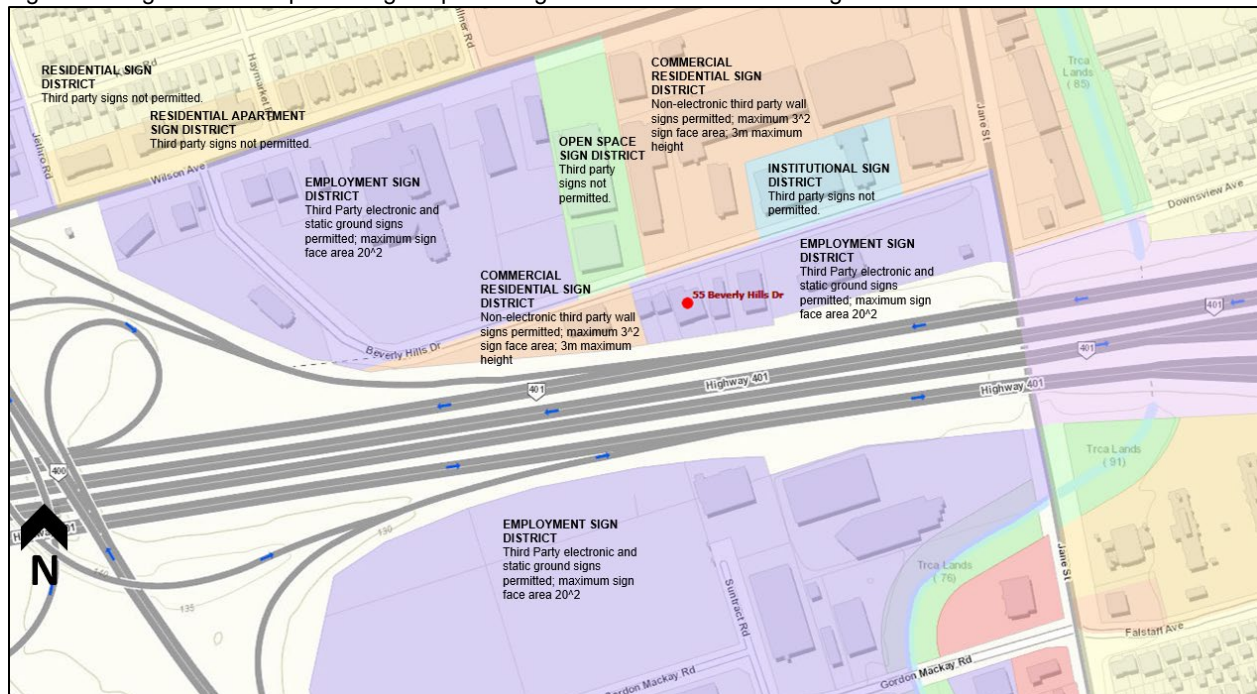 RESIDENTIAL SIGN
DISTRICT
Third party signs not permitted.
RESIDENTIAL APARTMENT
SIGN DISTRICT
Third party signs not permitted.
Haymarket
Jethro Rd
Wilson Ave
EMPLOYMENT SIGN
DISTRICT
Third Party electronic and
static ground signs
permitted; maximum sign
face area 20^2
OPEN SPACE
SIGN DISTRICT
Third party
signs not
permitted.
COMMERCIAL
RESIDENTIAL SIGN
DISTRICT
Non-electronic third party wall
signs permitted; maximum 3^2
sign face area; 3m maximum
height
INSTITUTIONAL SIGN
DISTRICT
Third party signs not
permitted.
Jane St
Trca
Lands
( 85)
Downsview Ave
COMMERCIAL
RESIDENTIAL SIGN
DISTRICT
Non-electronic third party wall
signs permitted; maximum 3^2
sign face area; 3m maximum
height
55 Beverly Hills Dr
EMPLOYMENT SIGN
DISTRICT
Third Party electronic and
static ground signs
permitted; maximum sign
face area 20^2
Beverly Hills Dr
401
401
401
Highway 401
Highway 401
400
N
140
135
130
EMPLOYMENT SIGN
DISTRICT
Third Party electronic and
static ground signs
permitted; maximum sign
face area 20^2
Trca Lands
( 91)
Trca Lands
( 76)
Jane St
Suntract Rd
Falstaff Ave
Gordon Mackay Rd
Gordon Mackay Rd